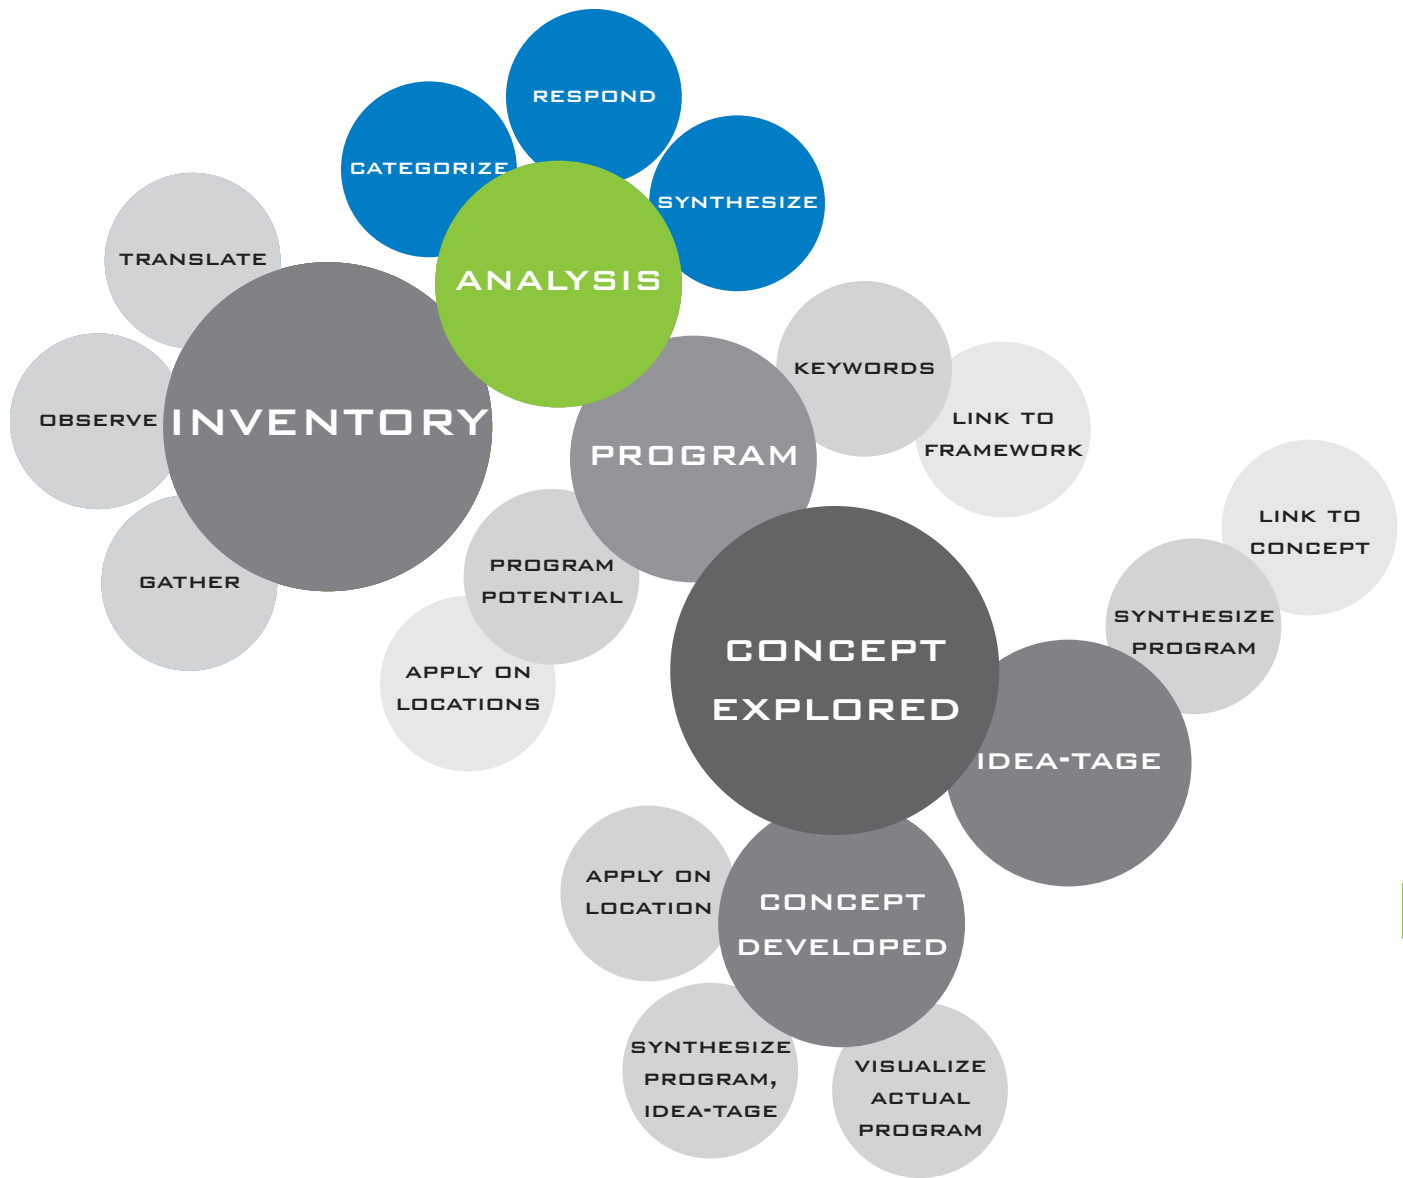 RESPOND
CATEGORIZE
SYNTHESIZE
TRANSLATE
ANALYSIS
KEYWORDS
OBSERVE
INVENTORY
LINK TO
FRAMEWORK
PROGRAM
LINK TO
CONCEPT
GATHER
PROGRAM
POTENTIAL
SYNTHESIZE
PROGRAM
APPLY ON
LOCATIONS
CONCEPT
EXPLORED
IDEA-TAGE
APPLY ON
LOCATION
CONCEPT
DEVELOPED
SYNTHESIZE
PROGRAM,
IDEA-TAGE
VISUALIZE
ACTUAL
PROGRAM